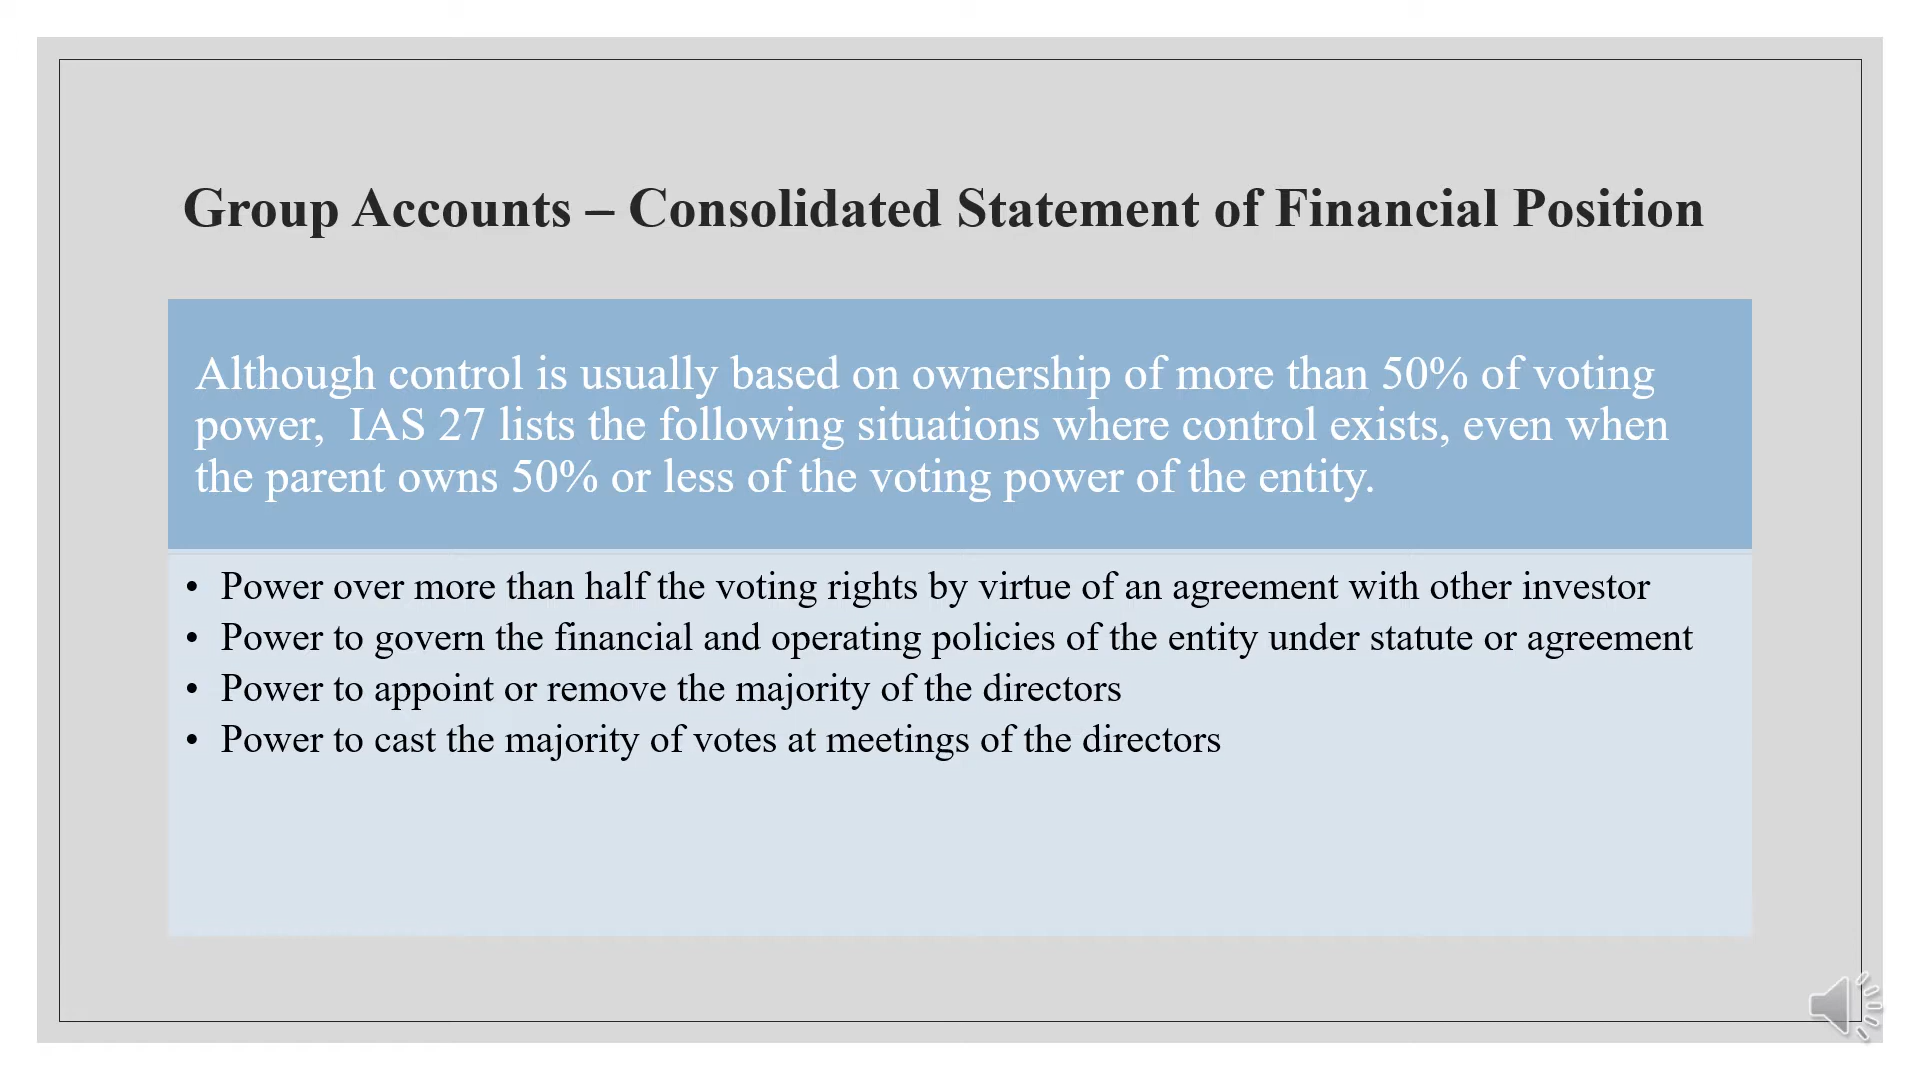 Group Accounts – Consolidated Statement of Financial Position
Although control is usually based on ownership of more than 50% of voting
power,  IAS 27 lists the following situations where control exists, even when
the parent owns 50% or less of the voting power of the entity.
• Power over more than half the voting rights by virtue of an agreement with other investor
• Power to govern the financial and operating policies of the entity under statute or agreement
• Power to appoint or remove the majority of the directors
• Power to cast the majority of votes at meetings of the directors